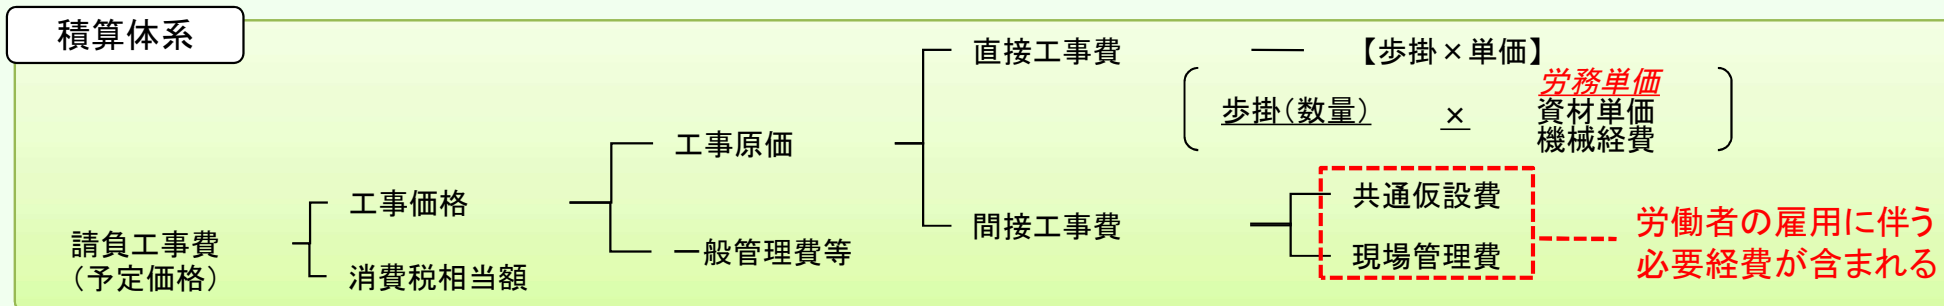 積算体系
直接工事費
【歩掛×単価】
歩掛(数量)
×
労務単価
資材単価
機械経費
工事原価
工事価格
共通仮設費
間接工事費
現場管理費
労働者の雇用に伴う
必要経費が含まれる
請負工事費
(予定価格)
一般管理費等
消費税相当額